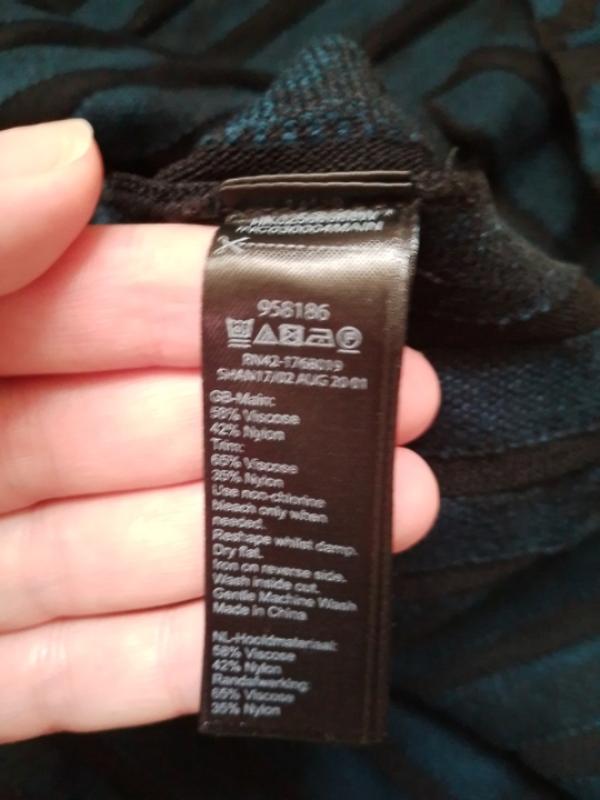 958186
RN42-1768019
SHAN17/02 AUG 20 01
GB-Main:
58% Viscose
42% Nylon
Trim:
65% Viscose
35% Nylon
Use non-chlorine
bleach only when
needed.
Reshape whilst damp.
Dry flat.
Iron on reverse side.
Wash inside out.
Gentle Machine Wash
Made in China
NL-Hoofdmateriaal:
58% Viscose
42% Nylon
Randafwerking:
65% Viscose
35% Nylon